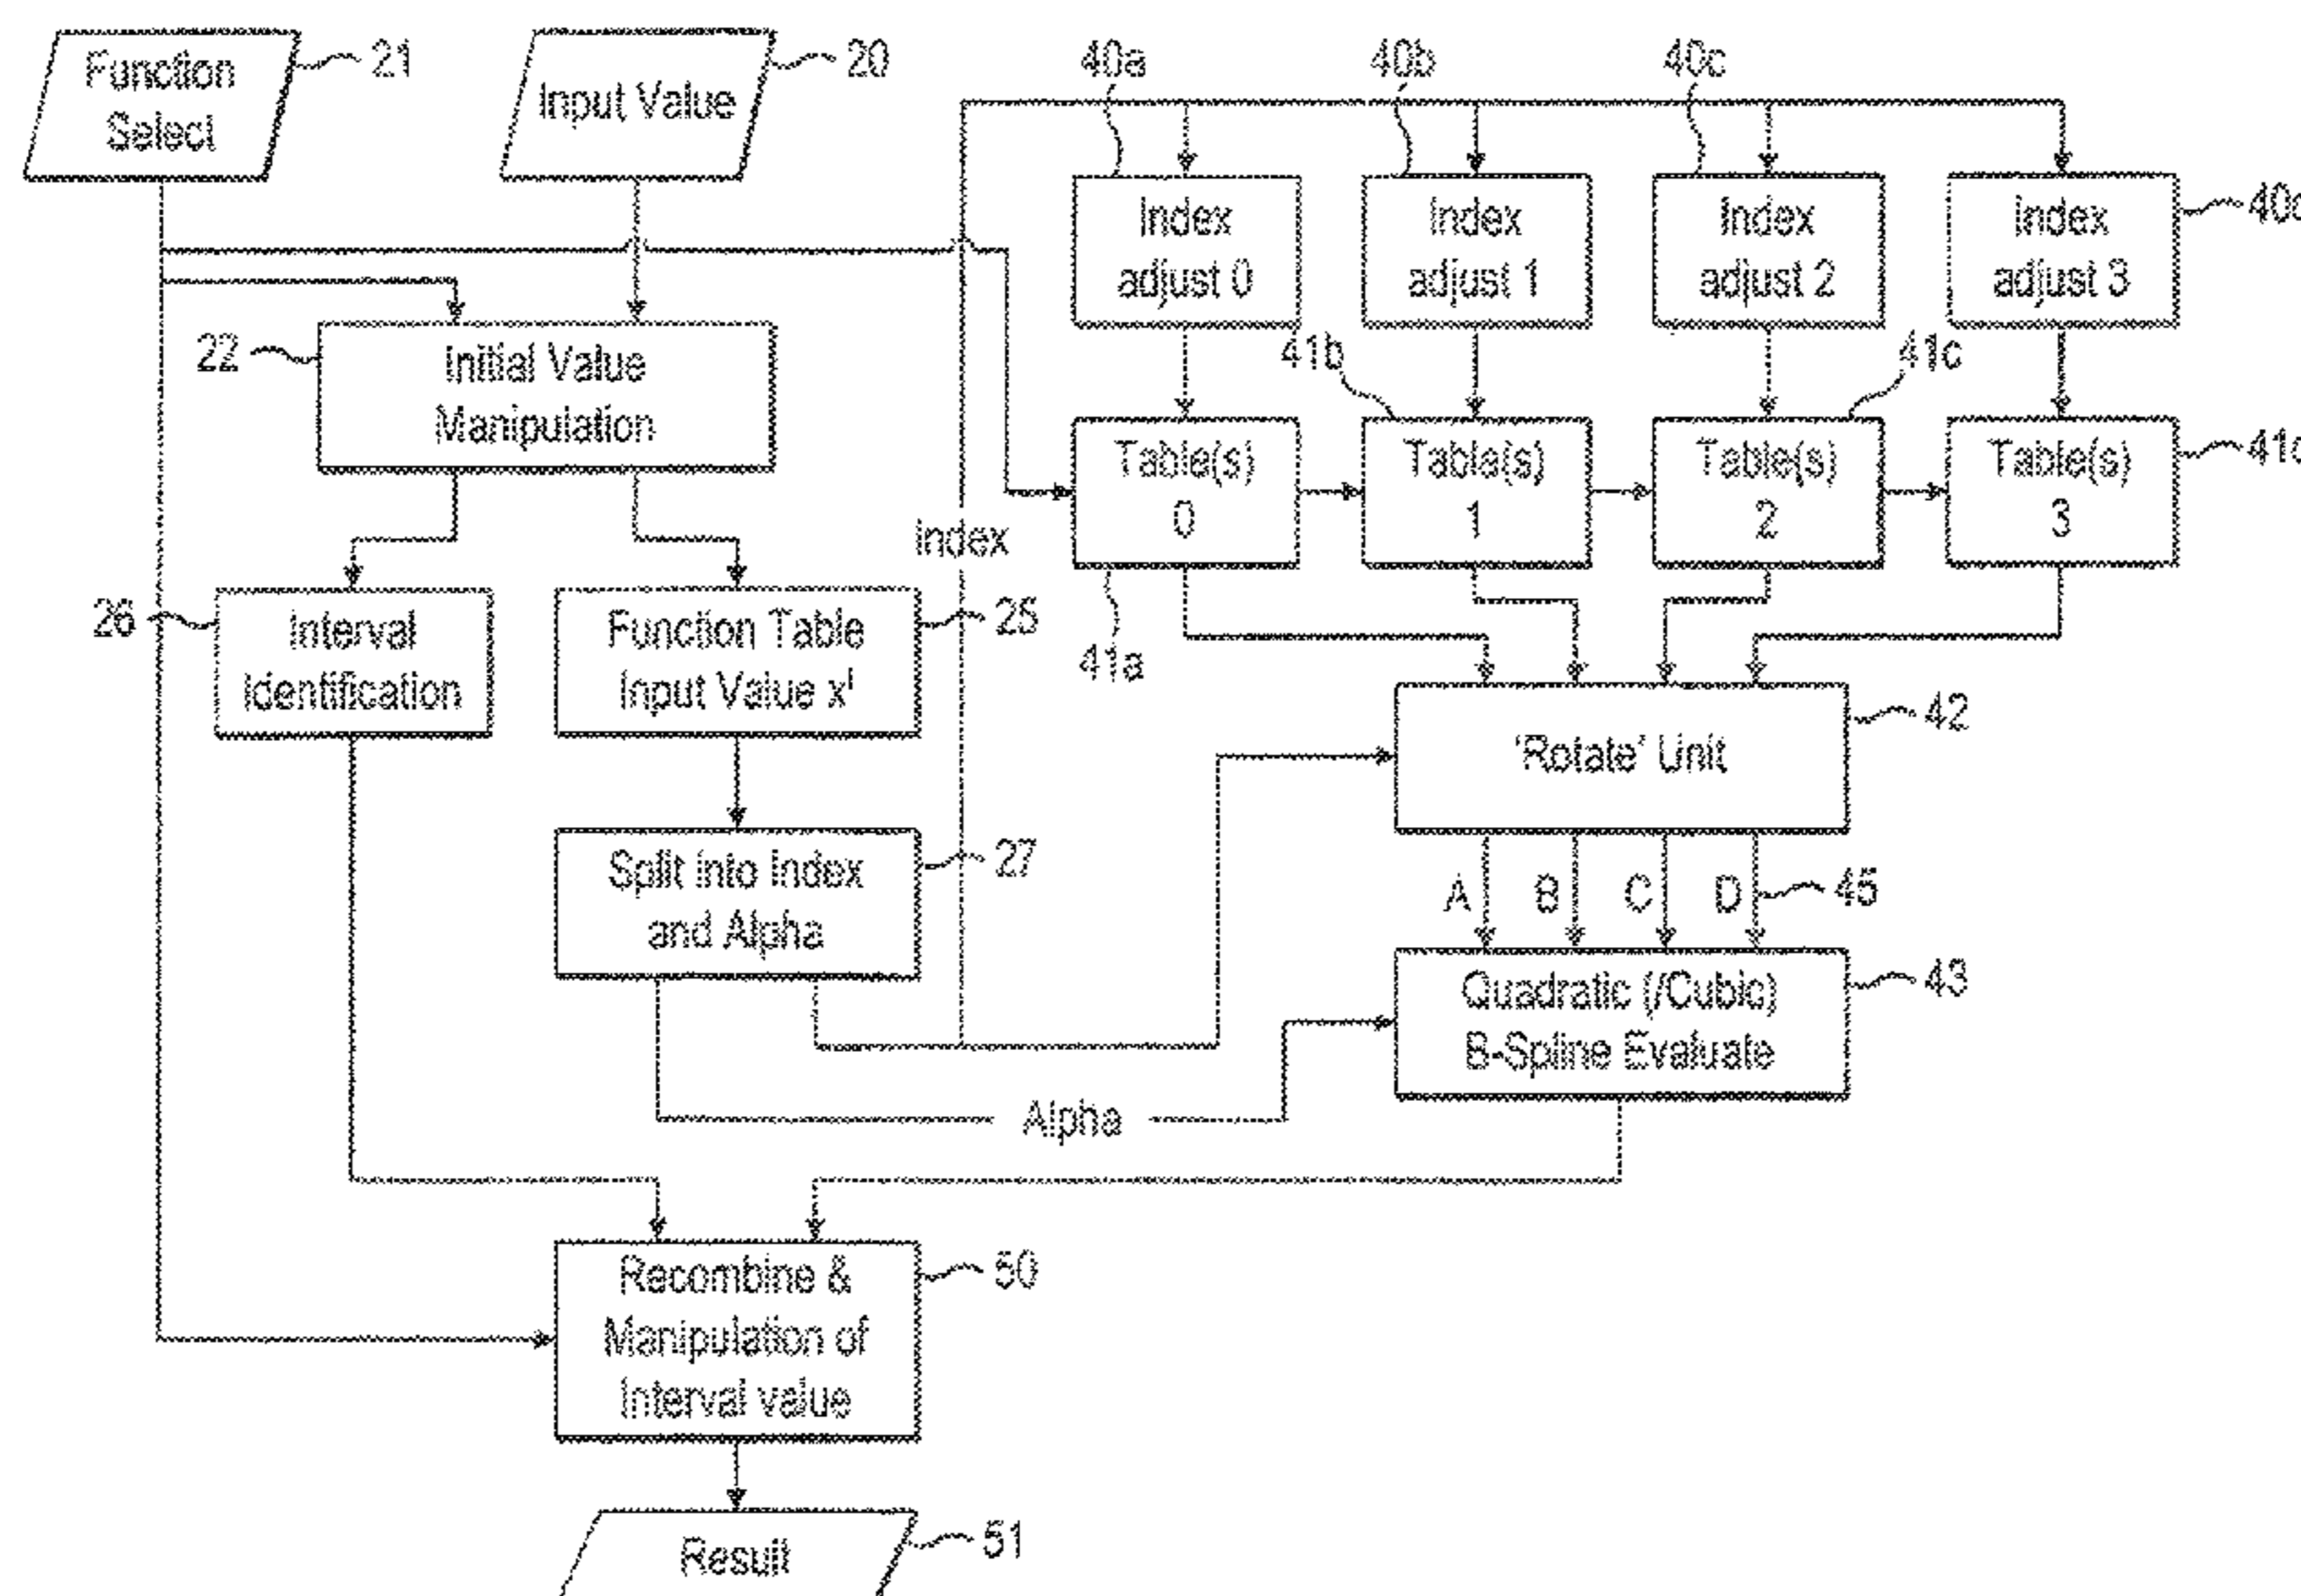 Function
Select
21
Input Value
20
40a
40b
40c
Index
adjust 0
Index
adjust 1
Index
adjust 2
Index
adjust 3
22
Initial Value
Manipulation
41b
41c
Table(s)
0
Table(s)
1
Table(s)
2
Table(s)
3
Index
26
Interval
Identification
Function Table
Input Value x'
25
41a
'Rotate' Unit
42
Split into Index
and Alpha
27
A
B
C
D
45
Quadratic (/Cubic)
B-Spline Evaluate
43
Alpha
Recombine &
Manipulation of
Interval value
50
Result
51